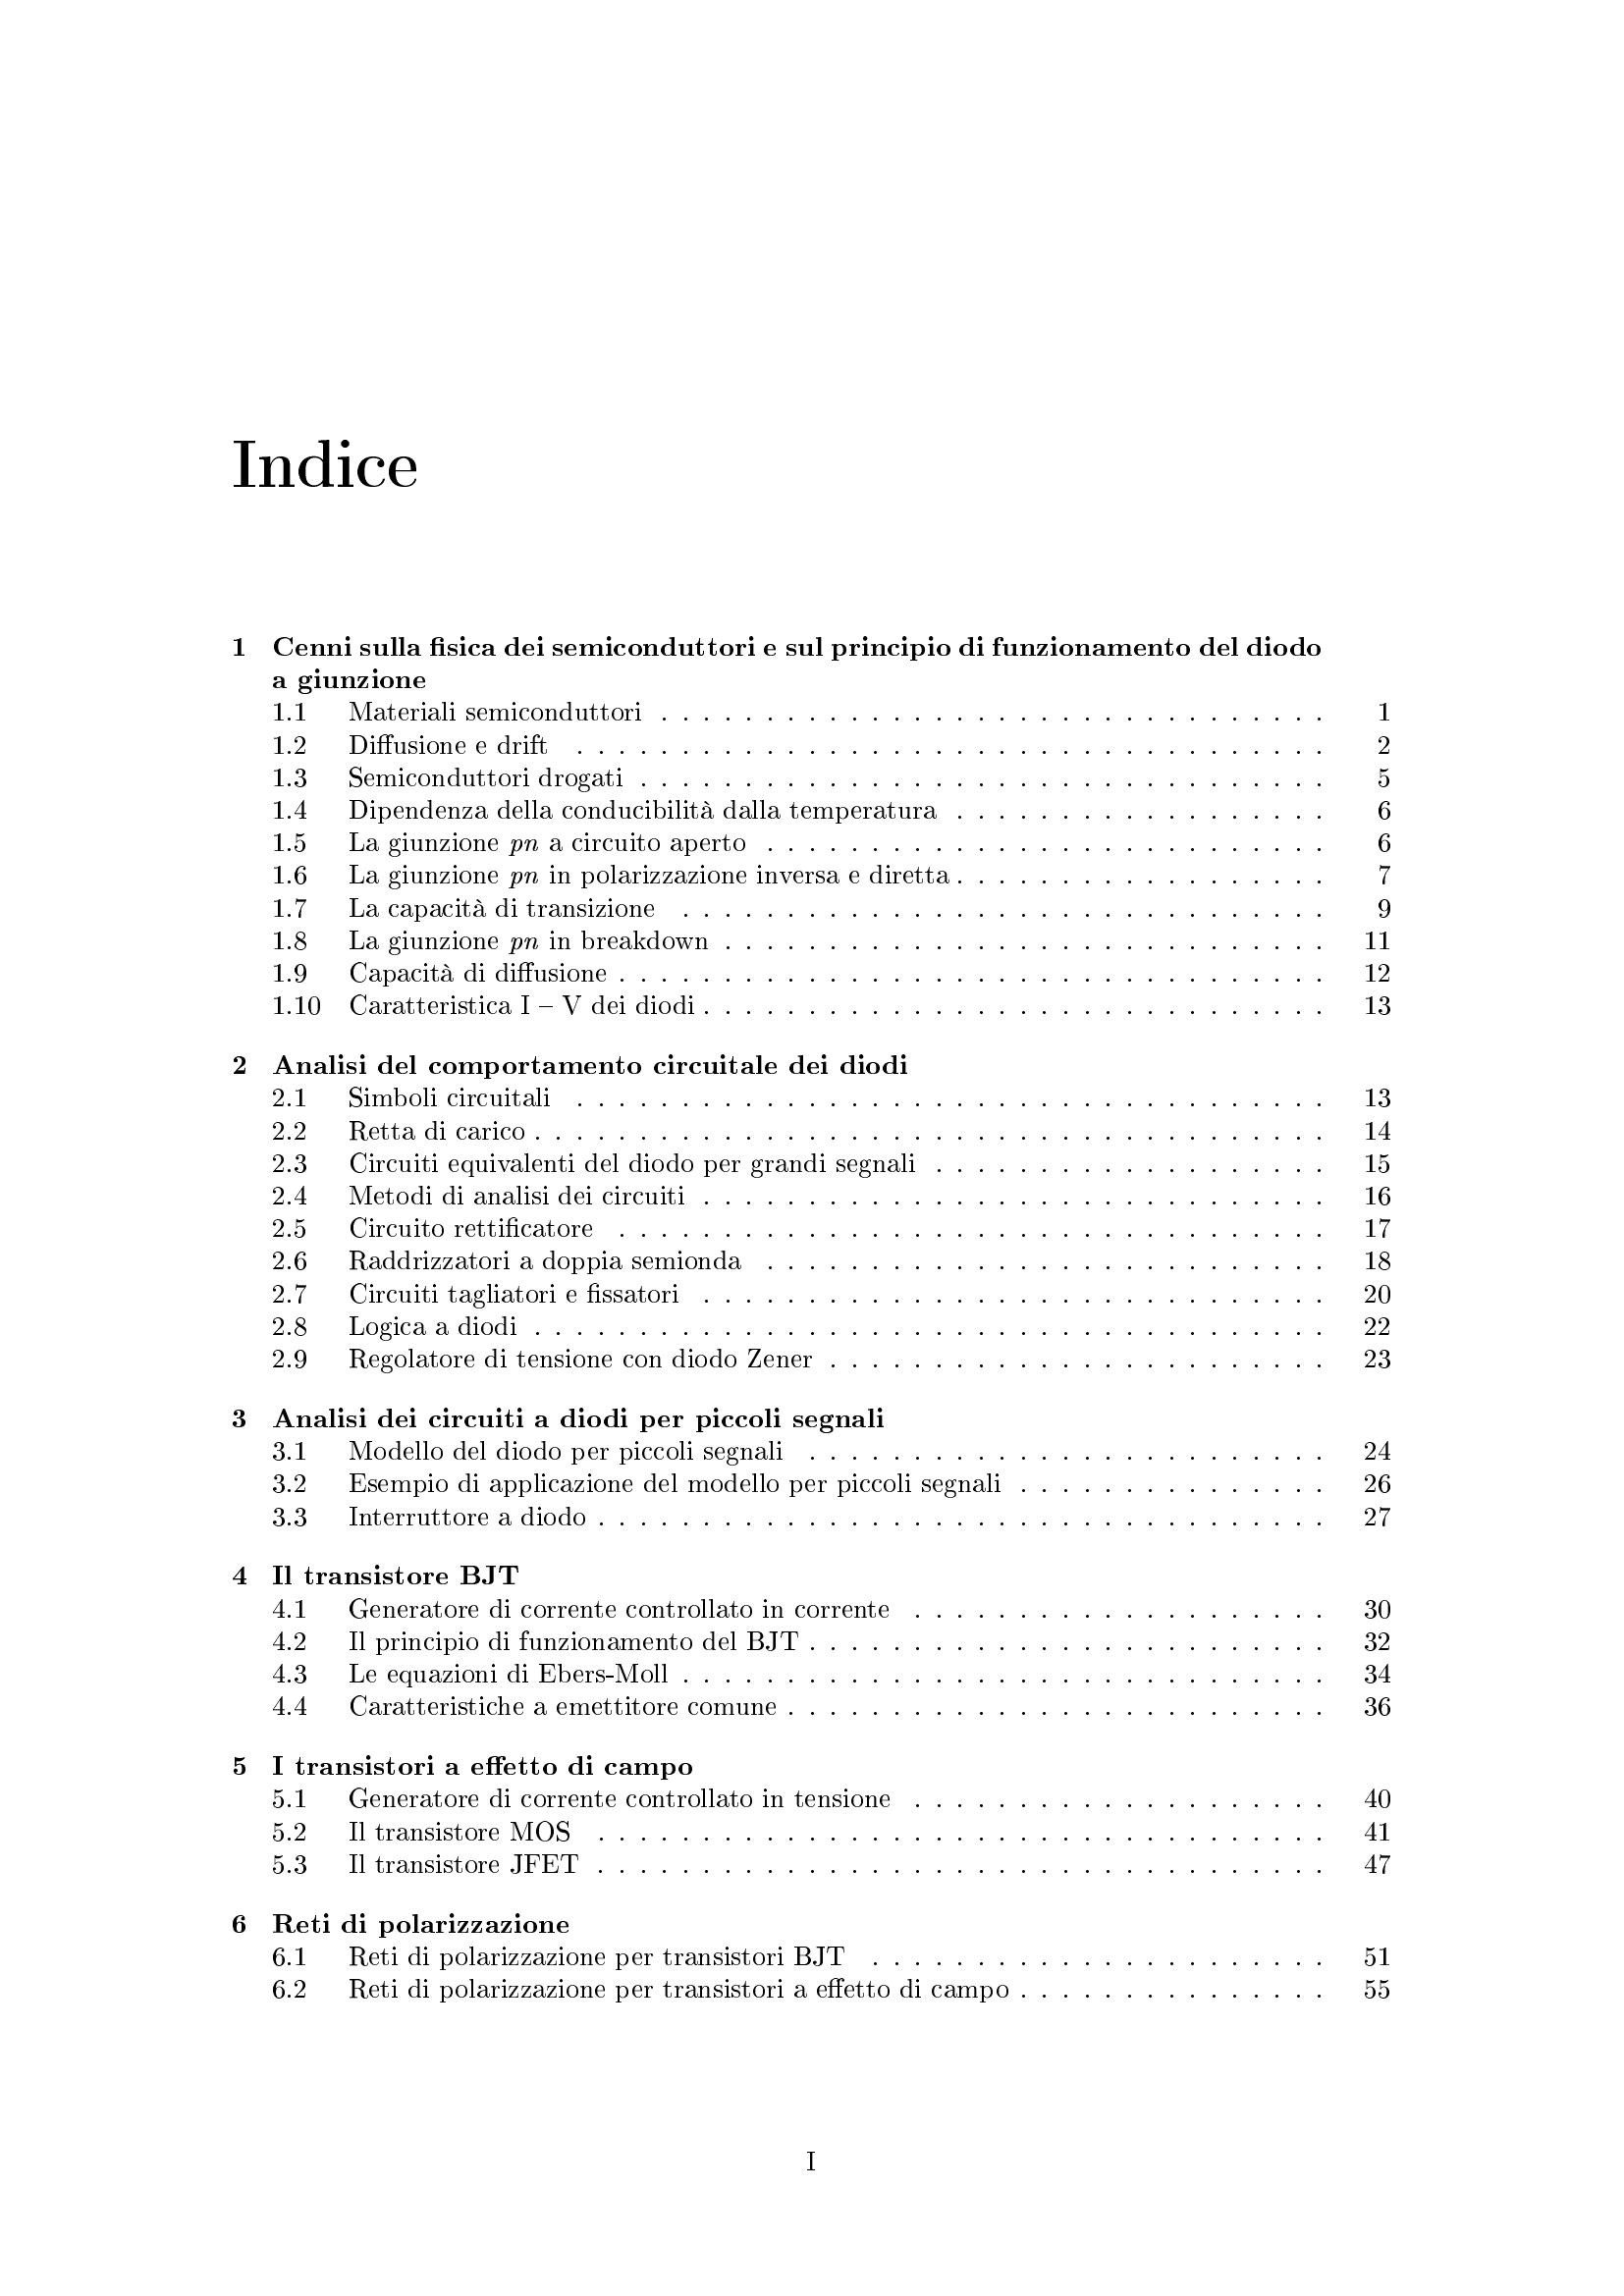 Indice
1 Cenni sulla fisica dei semiconduttori e sul principio di funzionamento del diodo
a giunzione
1.1 Materiali semiconduttori . . . . . . . . . . . . . . . . . . . . . . . . . . . . . . . . 1
1.2 Diffusione e drift . . . . . . . . . . . . . . . . . . . . . . . . . . . . . . . . . . . . 2
1.3 Semiconduttori drogati . . . . . . . . . . . . . . . . . . . . . . . . . . . . . . . . . 5
1.4 Dipendenza della conducibilità dalla temperatura . . . . . . . . . . . . . . . . . . 6
1.5 La giunzione pn a circuito aperto . . . . . . . . . . . . . . . . . . . . . . . . . . . 6
1.6 La giunzione pn in polarizzazione inversa e diretta . . . . . . . . . . . . . . . . . . 7
1.7 La capacità di transizione . . . . . . . . . . . . . . . . . . . . . . . . . . . . . . . 9
1.8 La giunzione pn in breakdown . . . . . . . . . . . . . . . . . . . . . . . . . . . . . 11
1.9 Capacità di diffusione . . . . . . . . . . . . . . . . . . . . . . . . . . . . . . . . . . 12
1.10 Caratteristica I – V dei diodi . . . . . . . . . . . . . . . . . . . . . . . . . . . . . . 13
2 Analisi del comportamento circuitale dei diodi
2.1 Simboli circuitali . . . . . . . . . . . . . . . . . . . . . . . . . . . . . . . . . . . . 13
2.2 Retta di carico . . . . . . . . . . . . . . . . . . . . . . . . . . . . . . . . . . . . . . 14
2.3 Circuiti equivalenti del diodo per grandi segnali . . . . . . . . . . . . . . . . . . . 15
2.4 Metodi di analisi dei circuiti . . . . . . . . . . . . . . . . . . . . . . . . . . . . . . 16
2.5 Circuito rettificatore . . . . . . . . . . . . . . . . . . . . . . . . . . . . . . . . . . 17
2.6 Raddrizzatori a doppia semionda . . . . . . . . . . . . . . . . . . . . . . . . . . . 18
2.7 Circuiti tagliatori e fissatori . . . . . . . . . . . . . . . . . . . . . . . . . . . . . . 20
2.8 Logica a diodi . . . . . . . . . . . . . . . . . . . . . . . . . . . . . . . . . . . . . . 22
2.9 Regolatore di tensione con diodo Zener . . . . . . . . . . . . . . . . . . . . . . . . 23
3 Analisi dei circuiti a diodi per piccoli segnali
3.1 Modello del diodo per piccoli segnali . . . . . . . . . . . . . . . . . . . . . . . . . 24
3.2 Esempio di applicazione del modello per piccoli segnali . . . . . . . . . . . . . . . 26
3.3 Interruttore a diodo . . . . . . . . . . . . . . . . . . . . . . . . . . . . . . . . . . . 27
4 Il transistore BJT
4.1 Generatore di corrente controllato in corrente . . . . . . . . . . . . . . . . . . . . 30
4.2 Il principio di funzionamento del BJT . . . . . . . . . . . . . . . . . . . . . . . . . 32
4.3 Le equazioni di Ebers-Moll . . . . . . . . . . . . . . . . . . . . . . . . . . . . . . . 34
4.4 Caratteristiche a emettitore comune . . . . . . . . . . . . . . . . . . . . . . . . . . 36
5 I transistori a effetto di campo
5.1 Generatore di corrente controllato in tensione . . . . . . . . . . . . . . . . . . . . 40
5.2 Il transistore MOS . . . . . . . . . . . . . . . . . . . . . . . . . . . . . . . . . . . 41
5.3 Il transistore JFET . . . . . . . . . . . . . . . . . . . . . . . . . . . . . . . . . . . 47
6 Reti di polarizzazione
6.1 Reti di polarizzazione per transistori BJT . . . . . . . . . . . . . . . . . . . . . . 51
6.2 Reti di polarizzazione per transistori a effetto di campo . . . . . . . . . . . . . . . 55
I